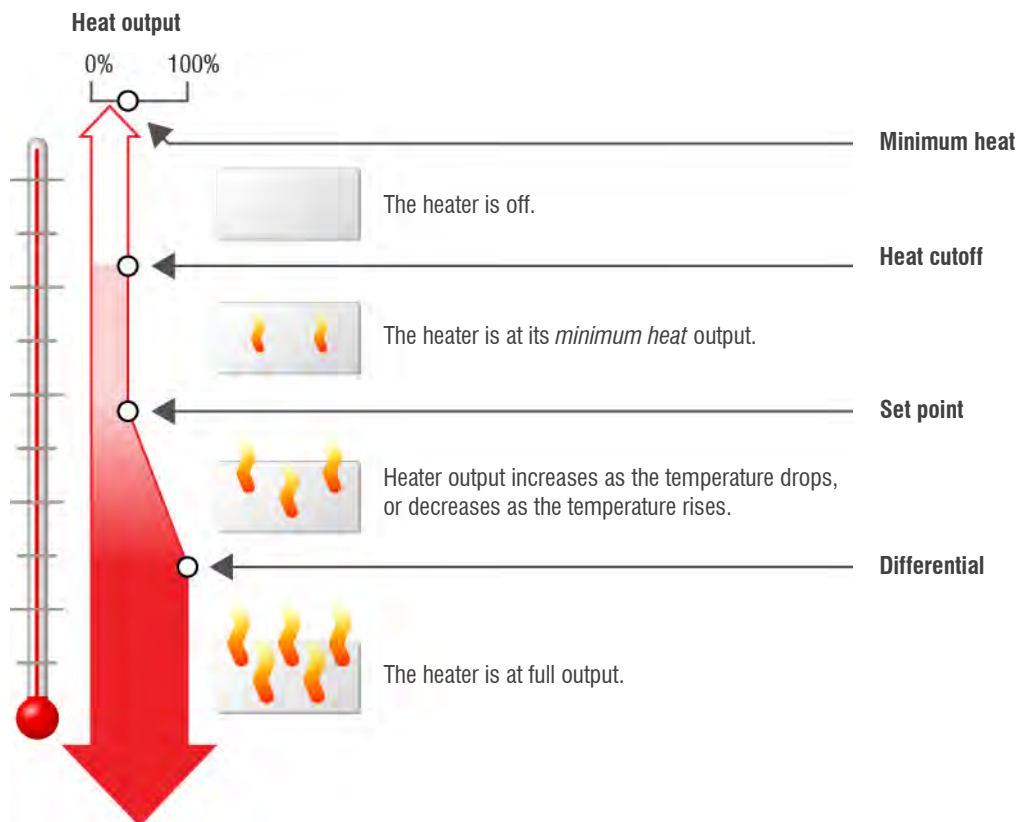 Heat output
0% 100%
Minimum heat
The heater is off.
Heat cutoff
The heater is at its minimum heat output.
Set point
Heater output increases as the temperature drops,
or decreases as the temperature rises.
Differential
The heater is at full output.